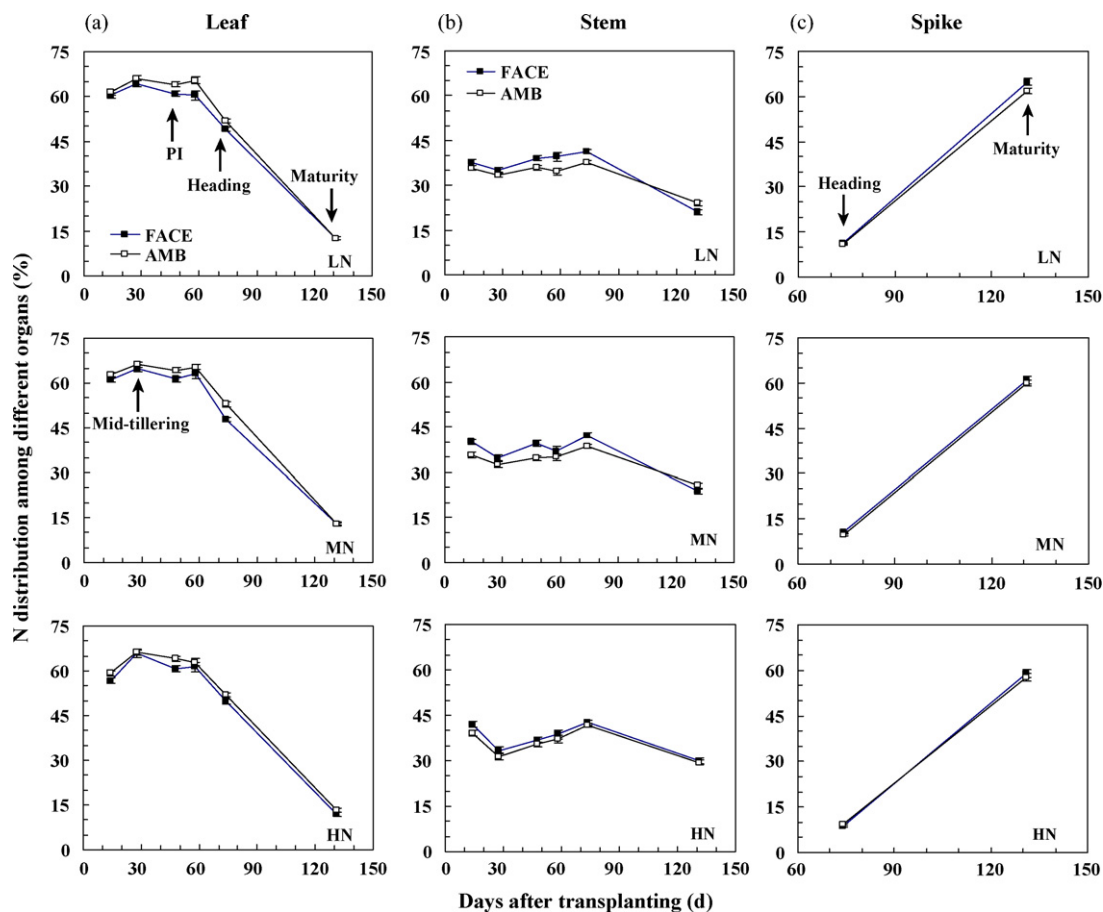 (a) Leaf (b) Stem (c) Spike
N distribution among different organs (%)
75
60
45
30
15
0
PI
Heading
Maturity
FACE
AMB
LN
0 30 60 90 120 150
75
60
45
30
15
0
FACE
AMB
LN
0 30 60 90 120 150
75
60
45
30
15
0
Heading
Maturity
LN
60 90 120 150
75
60
45
30
15
0
Mid-tillering
MN
0 30 60 90 120 150
75
60
45
30
15
0
MN
0 30 60 90 120 150
75
60
45
30
15
0
MN
60 90 120 150
75
60
45
30
15
0
HN
0 30 60 90 120 150
75
60
45
30
15
0
HN
0 30 60 90 120 150
75
60
45
30
15
0
HN
60 90 120 150
Days after transplanting (d)